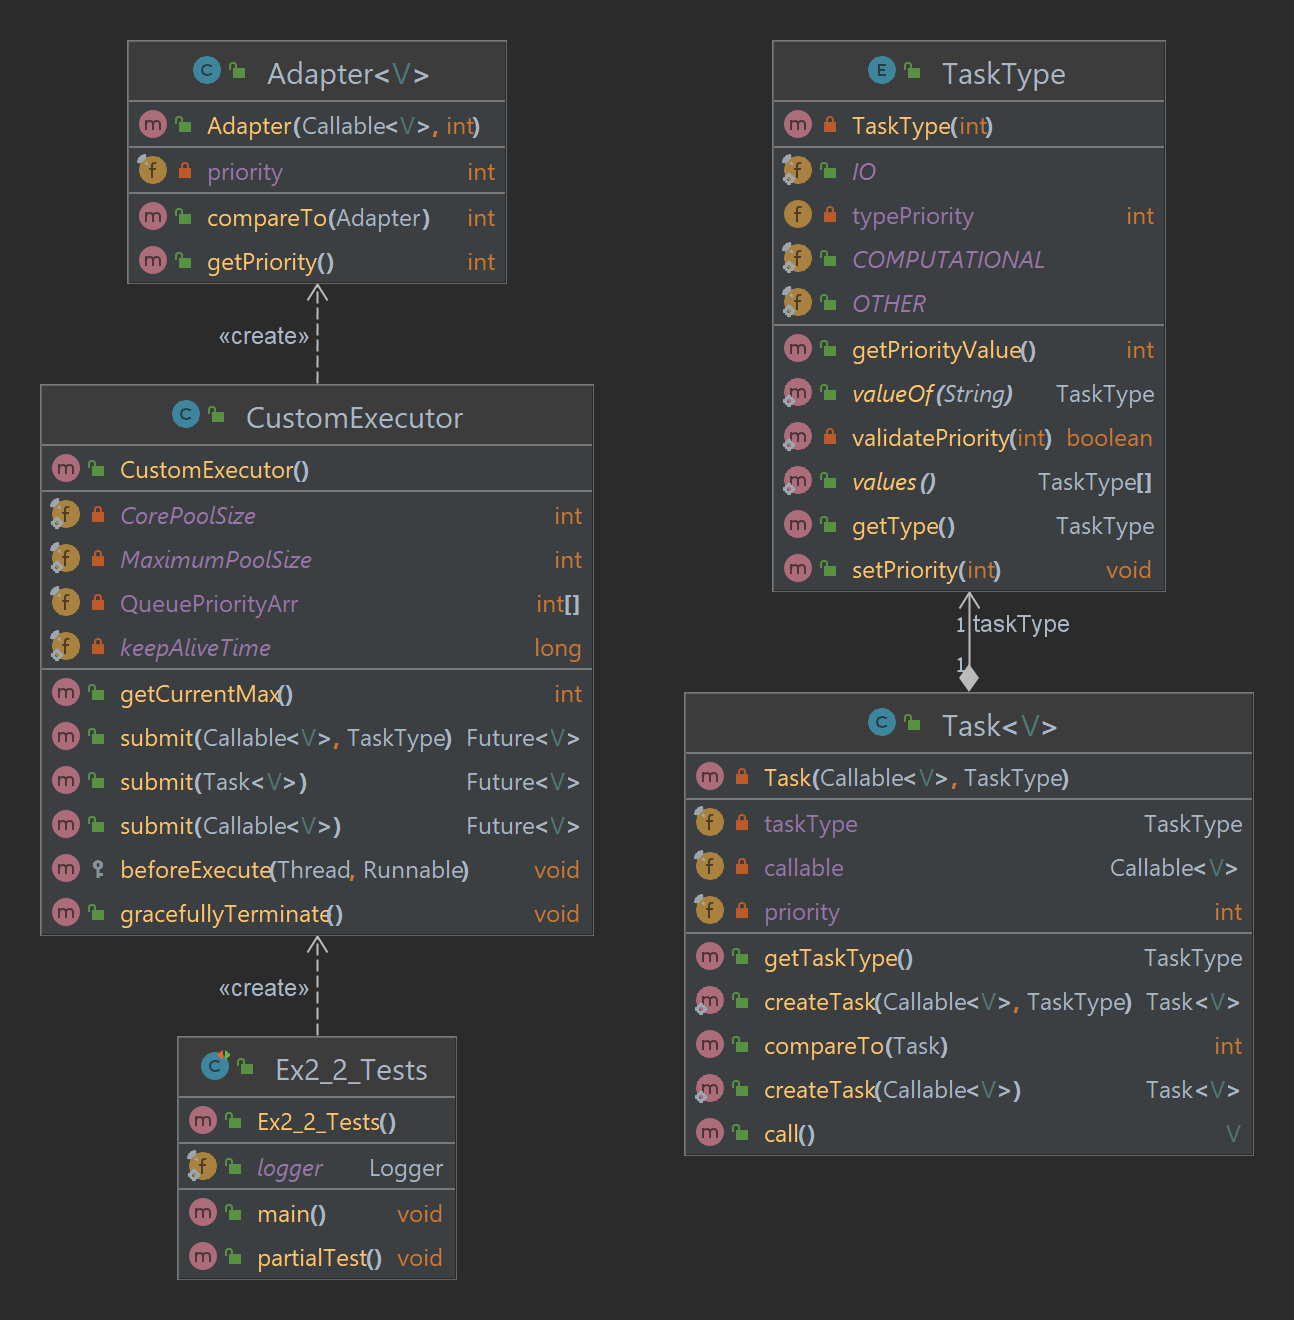 Adapter<V>
Adapter(Callable<V>, int)
priority int
compareTo(Adapter) int
getPriority() int
«create»
CustomExecutor
CustomExecutor()
CorePoolSize int
MaximumPoolSize int
QueuePriorityArr int[]
keepAliveTime long
getCurrentMax() int
submit(Callable<V>, TaskType) Future<V>
submit(Task<V>) Future<V>
submit(Callable<V>) Future<V>
beforeExecute(Thread, Runnable) void
gracefullyTerminate() void
«create»
Ex2_2_Tests
Ex2_2_Tests()
logger Logger
main() void
partialTest() void
TaskType
TaskType(int)
IO
typePriority int
COMPUTATIONAL
OTHER
getPriorityValue() int
valueOf(String) TaskType
validatePriority(int) boolean
values() TaskType[]
getType() TaskType
setPriority(int) void
1 taskType
1
Task<V>
Task(Callable<V>, TaskType)
taskType TaskType
callable Callable<V>
priority int
getTaskType() TaskType
createTask(Callable<V>, TaskType) Task<V>
compareTo(Task) int
createTask(Callable<V>) Task<V>
call() V